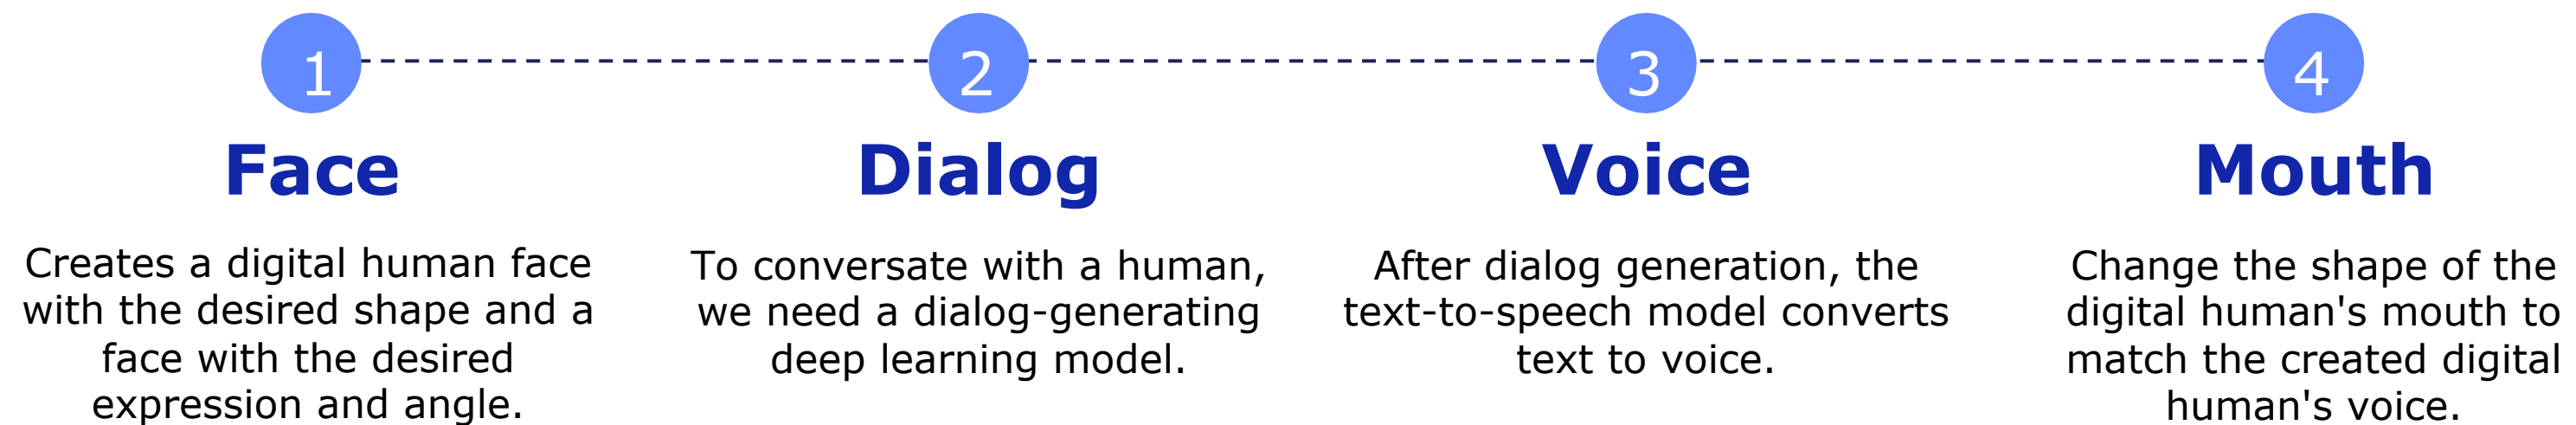 1
2
3
4
Face
Creates a digital human face
with the desired shape and a
face with the desired
expression and angle.
Dialog
To conversate with a human,
we need a dialog-generating
deep learning model.
Voice
After dialog generation, the
text-to-speech model converts
text to voice.
Mouth
Change the shape of the
digital human's mouth to
match the created digital
human's voice.